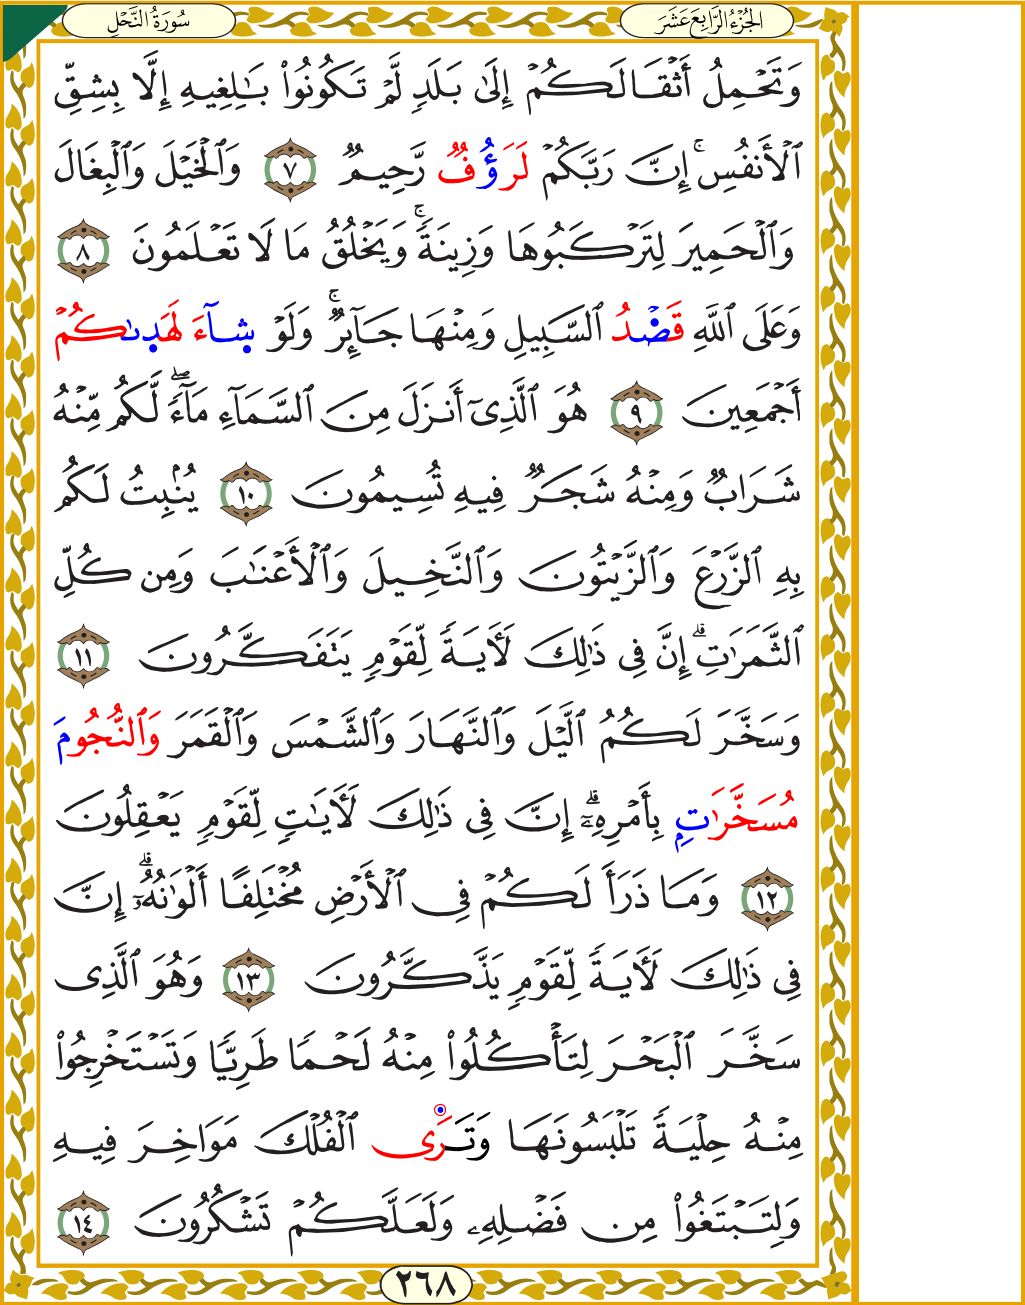 سُورَةُ النَّحْلِ
الجُزْءُ الرَّابِعَ عَشَرَ
وَتَحْمِلُ أَثْقَالَكُمْ إِلَىٰ بَلَدٍ لَّمْ تَكُونُوا۟ بَـٰلِغِيهِ إِلَّا بِشِقِّ
ٱلْأَنفُسِ ۚ إِنَّ رَبَّكُمْ لَرَؤُفٌ رَّحِيمٌ ٧ وَٱلْخَيْلَ وَٱلْبِغَالَ
وَٱلْحَمِيرَ لِتَرْكَبُوهَا وَزِينَةً ۚ وَيَخْلُقُ مَا لَا تَعْلَمُونَ ٨
وَعَلَى ٱللَّهِ قَصْدُ ٱلسَّبِيلِ وَمِنْهَا جَآئِرٌ ۚ وَلَوْ شَآءَ لَهَدَىٰكُمْ
أَجْمَعِينَ ٩ هُوَ ٱلَّذِىٓ أَنزَلَ مِنَ ٱلسَّمَآءِ مَآءً ۖ لَّكُم مِّنْهُ
شَرَابٌ وَمِنْهُ شَجَرٌ فِيهِ تُسِيمُونَ ١٠ يُنۢبِتُ لَكُم
بِهِ ٱلزَّرْعَ وَٱلزَّيْتُونَ وَٱلنَّخِيلَ وَٱلْأَعْنَـٰبَ وَمِن كُلِّ
ٱلثَّمَرَٰتِ ۗ إِنَّ فِى ذَٰلِكَ لَـَٔايَةً لِّقَوْمٍ يَتَفَكَّرُونَ ١١
وَسَخَّرَ لَكُمُ ٱلَّيْلَ وَٱلنَّهَارَ وَٱلشَّمْسَ وَٱلْقَمَرَ وَٱلنُّجُومَ
مُسَخَّرَٰتٍ بِأَمْرِهِۦٓ ۗ إِنَّ فِى ذَٰلِكَ لَـَٔايَـٰتٍ لِّقَوْمٍ يَعْقِلُونَ
١٢ وَمَا ذَرَأَ لَكُمْ فِى ٱلْأَرْضِ مُخْتَلِفًا أَلْوَٰنُهُۥٓ ۗ إِنَّ
فِى ذَٰلِكَ لَـَٔايَةً لِّقَوْمٍ يَذَّكَّرُونَ ١٣ وَهُوَ ٱلَّذِى
سَخَّرَ ٱلْبَحْرَ لِتَأْكُلُوا۟ مِنْهُ لَحْمًا طَرِيًّا وَتَسْتَخْرِجُوا۟
مِنْهُ حِلْيَةً تَلْبَسُونَهَا وَتَرَى ٱلْفُلْكَ مَوَاخِرَ فِيهِ
وَلِتَبْتَغُوا۟ مِن فَضْلِهِۦ وَلَعَلَّكُمْ تَشْكُرُونَ ١٤
٢٦٨